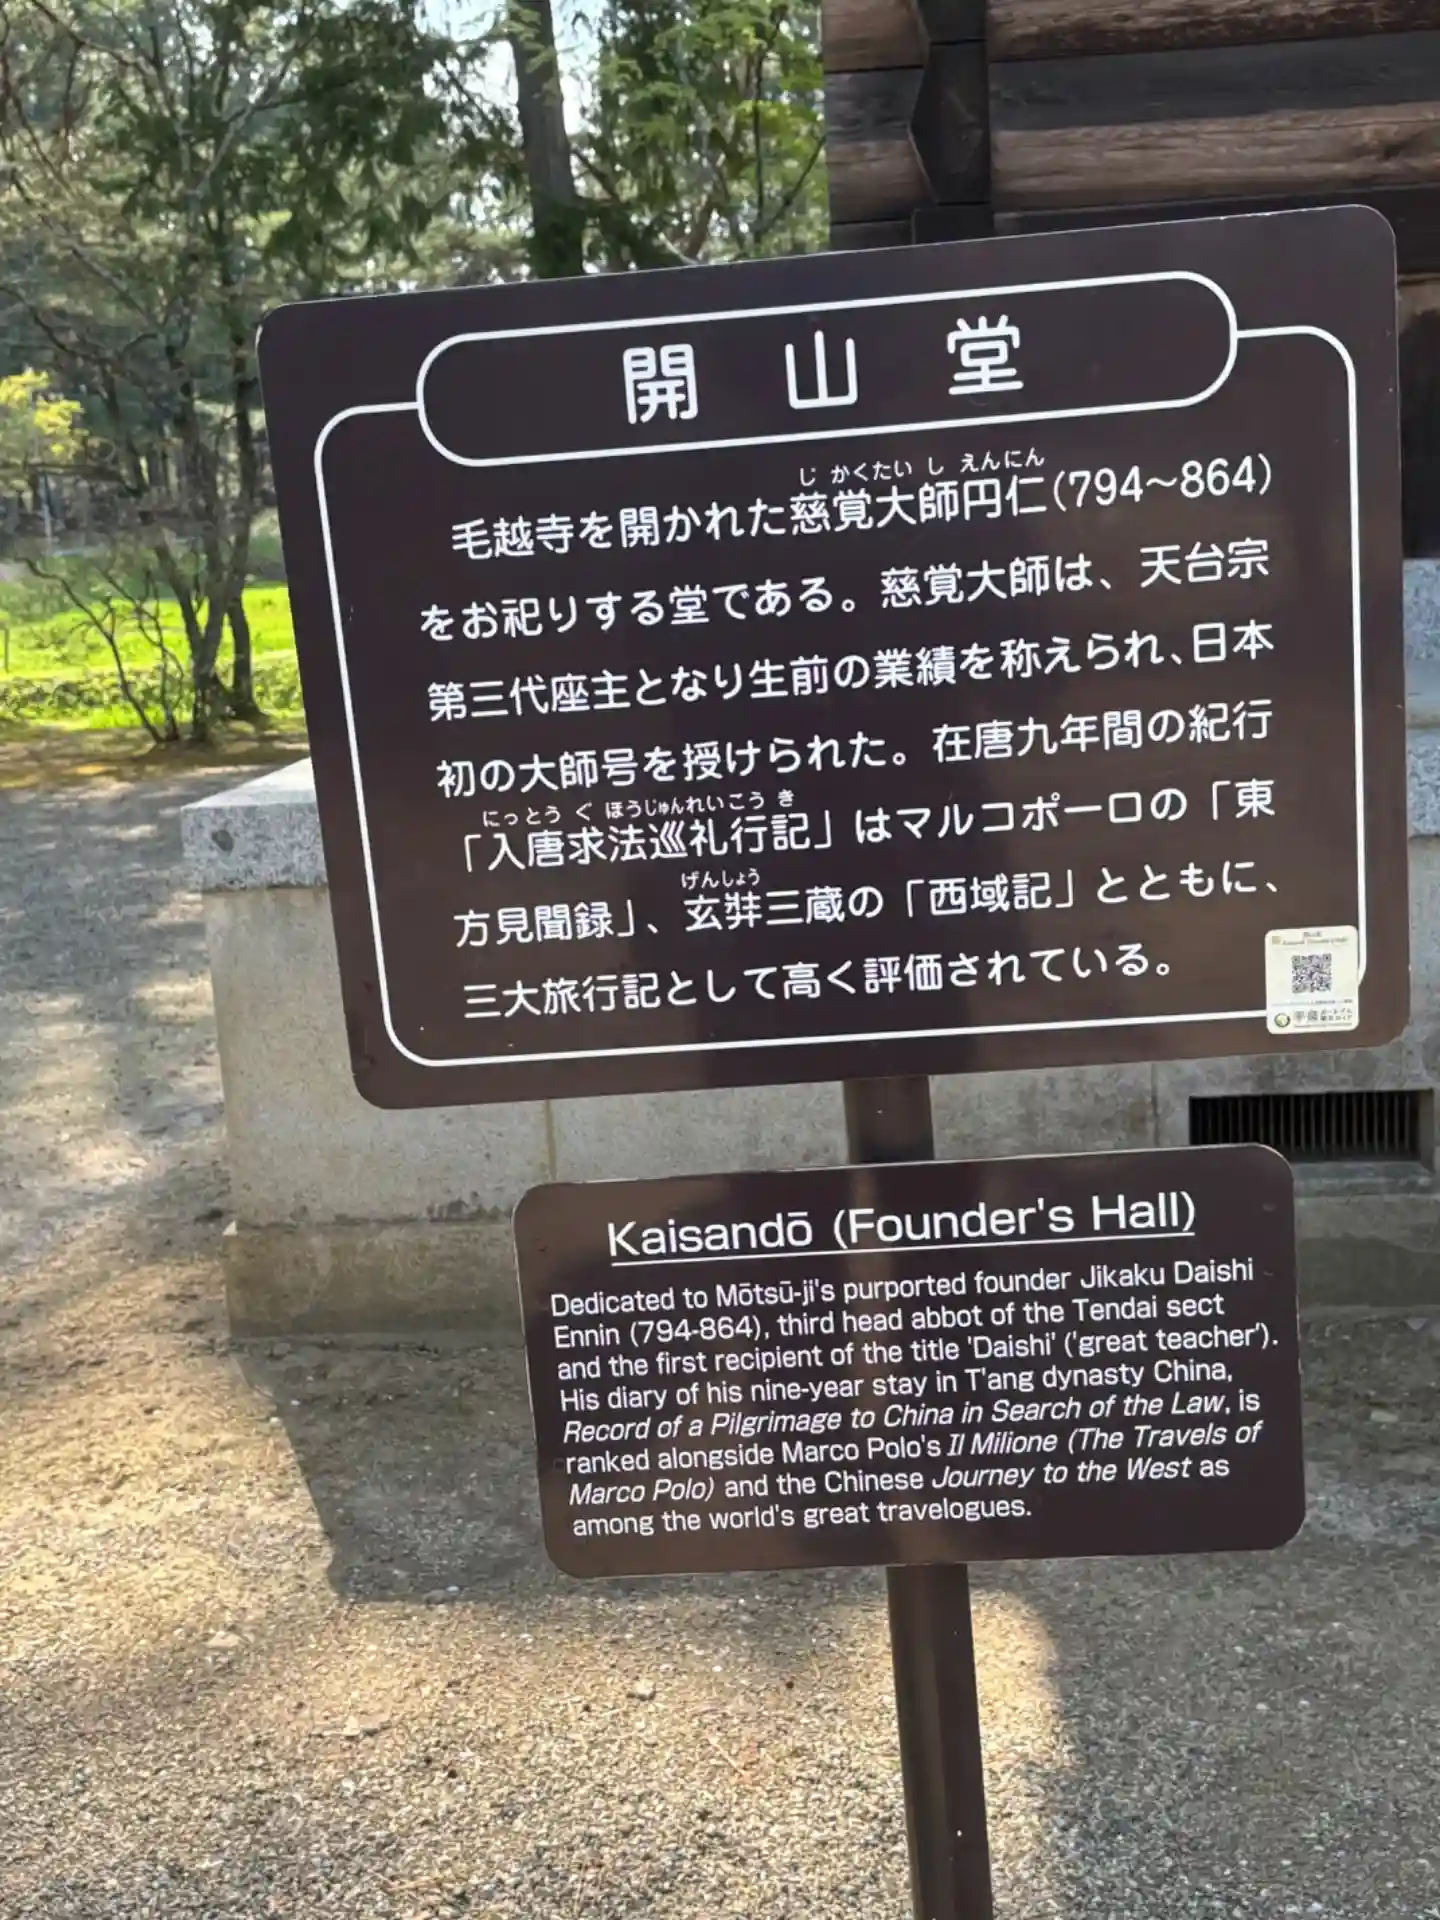 開山堂
じかくたいしえんにん
毛越寺を開かれた慈覚大師円仁(794〜864)
をお祀りする堂である。慈覚大師は、天台宗
第三代座主となり生前の業績を称えられ、日本
初の大師号を授けられた。在唐九年間の紀行
にっとうぐほうじゅんれいこうき
「入唐求法巡礼行記」はマルコポーロの「東
げんしょう
方見聞録」、玄弉三蔵の「西域記」とともに、
三大旅行記として高く評価されている。
平泉
Kaisandō (Founder's Hall)
Dedicated to Mōtsū-ji's purported founder Jikaku Daishi
Ennin (794-864), third head abbot of the Tendai sect
and the first recipient of the title 'Daishi' ('great teacher').
His diary of his nine-year stay in T'ang dynasty China,
Record of a Pilgrimage to China in Search of the Law, is
ranked alongside Marco Polo's Il Milione (The Travels of
Marco Polo) and the Chinese Journey to the West as
among the world's great travelogues.